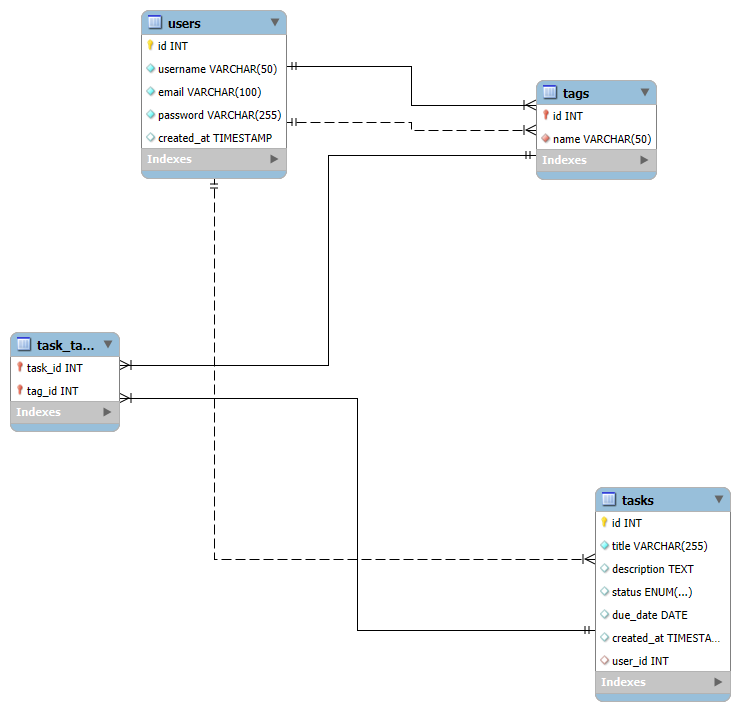 users
id INT
username VARCHAR(50)
email VARCHAR(100)
password VARCHAR(255)
created_at TIMESTAMP
Indexes
tags
id INT
name VARCHAR(50)
Indexes
task_ta...
task_id INT
tag_id INT
Indexes
tasks
id INT
title VARCHAR(255)
description TEXT
status ENUM(...)
due_date DATE
created_at TIMESTA...
user_id INT
Indexes